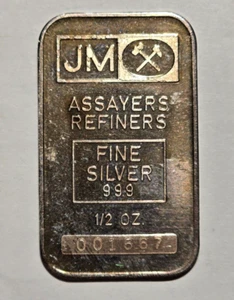 JM
ASSAYERS
REFINERS
FINE
SILVER
999
1/2 OZ.
001667